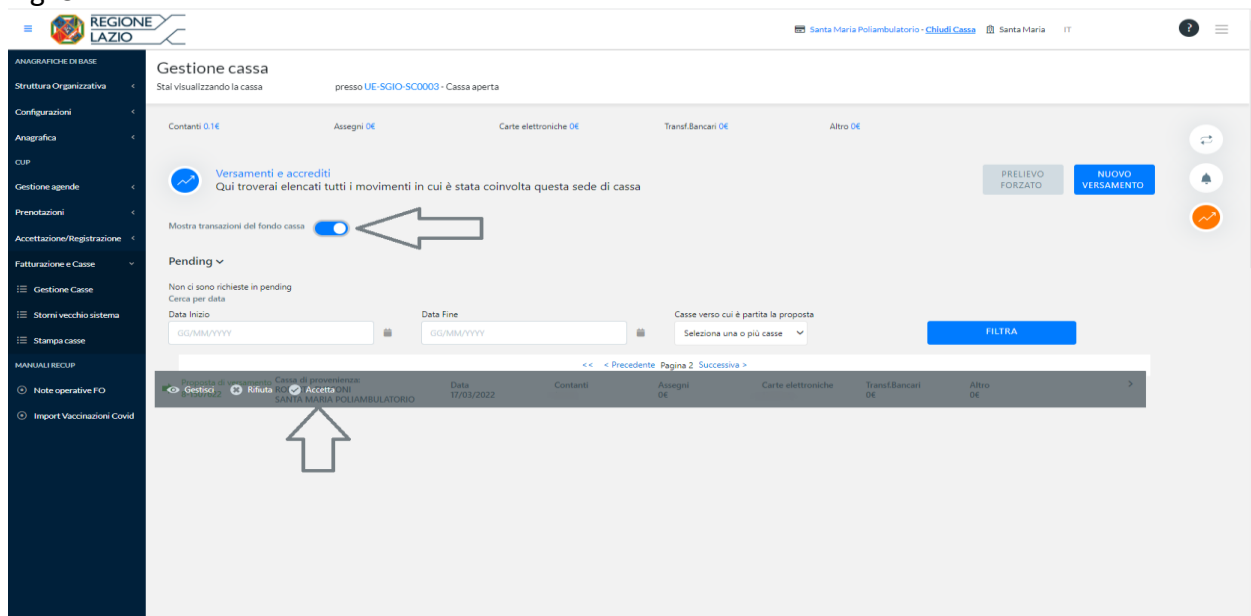 REGIONE
LAZIO
Santa Maria Poliambulatorio - Chiudi Cassa
Santa Maria
IT
?
ANAGRAFICHE DI BASE
Struttura Organizzativa
Configurazioni
Anagrafica
CUP
Gestione agende
Prenotazioni
Accettazione/Registrazione
Fatturazione e Casse
Gestione Casse
Storni vecchio sistema
Stampa casse
MANUALI RECUP
Note operative FO
Import Vaccinazioni Covid
Gestione cassa
Stai visualizzando la cassa presso UE-SGIO-SC0003 - Cassa aperta
Contanti 0.1€ Assegni 0€ Carte elettroniche 0€ Transf.Bancari 0€ Altro 0€
Versamenti e accrediti
Qui troverai elencati tutti i movimenti in cui è stata coinvolta questa sede di cassa
PRELIEVO
FORZATO
NUOVO
VERSAMENTO
Mostra transazioni del fondo cassa
Pending
Non ci sono richieste in pending
Cerca per data
Data Inizio Data Fine Casse verso cui è partita la proposta
GG/MM/YYYY GG/MM/YYYY Seleziona una o più casse FILTRA
<< < Precedente Pagina 2 Successiva >
Proposta di versamento Cassa di provenienza: Data Contanti Assegni Carte elettroniche Transf.Bancari Altro
Gestisci Rifiuta Accetta
17/03/2022 0€ 0€ 0€
SANTA MARIA POLIAMBULATORIO